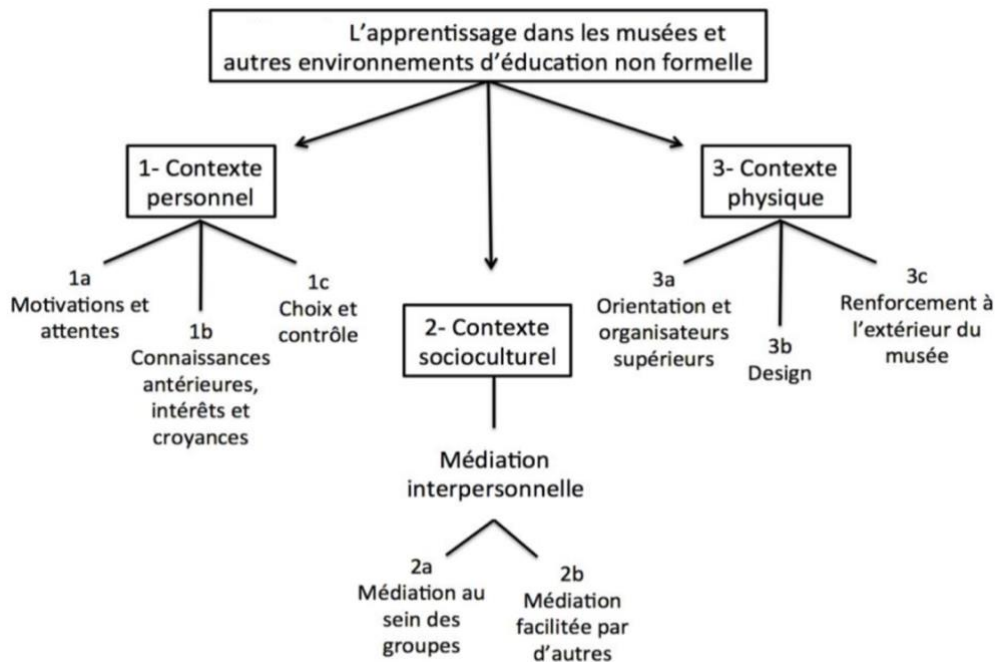 L’apprentissage dans les musées et
autres environnements d’éducation non formelle
1- Contexte
personnel
1a
Motivations et
attentes
1b
Connaissances
antérieures,
intérêts et
croyances
1c
Choix et
contrôle
2- Contexte
socioculturel
Médiation
interpersonnelle
2a
Médiation au
sein des
groupes
2b
Médiation
facilitée par
d’autres
3- Contexte
physique
3a
Orientation et
organisateurs
supérieurs
3b
Design
3c
Renforcement à
l’extérieur du
musée